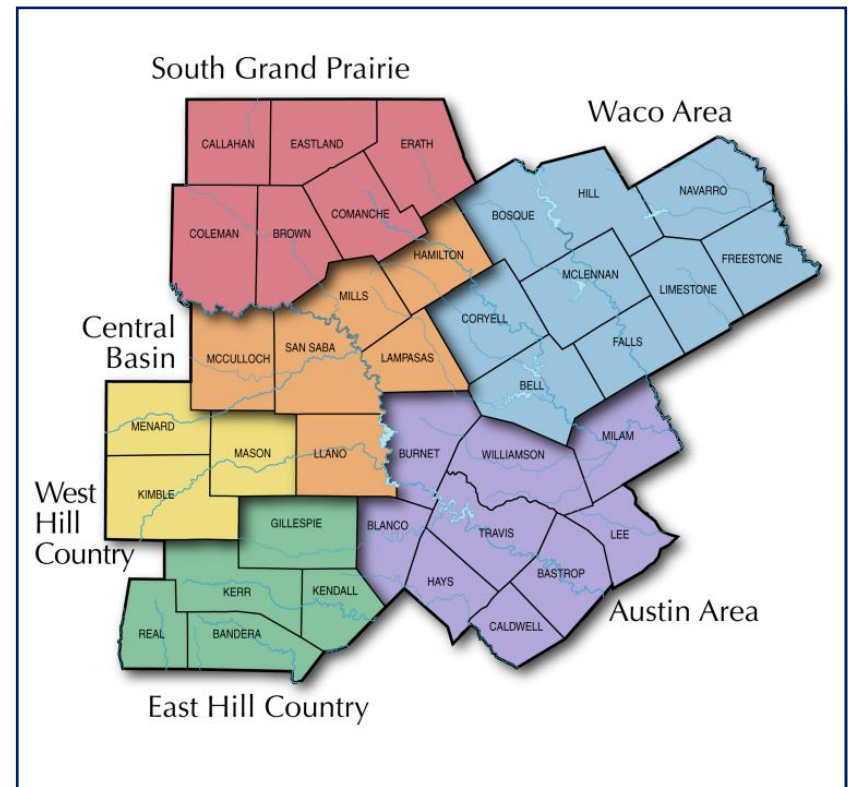 South Grand Prairie
Waco Area
CALLAHAN
EASTLAND
ERATH
COLEMAN
BROWN
COMANCHE
HAMILTON
BOSQUE
HILL
NAVARRO
MCLENNAN
LIMESTONE
FREESTONE
MILLS
CORYELL
FALLS
Central
Basin
MCCULLOCH
SAN SABA
LAMPASAS
BELL
MENARD
MASON
LLANO
BURNET
WILLIAMSON
MILAM
West
Hill
Country
KIMBLE
GILLESPIE
BLANCO
TRAVIS
LEE
KERR
KENDALL
HAYS
BASTROP
REAL
BANDERA
CALDWELL
Austin Area
East Hill Country